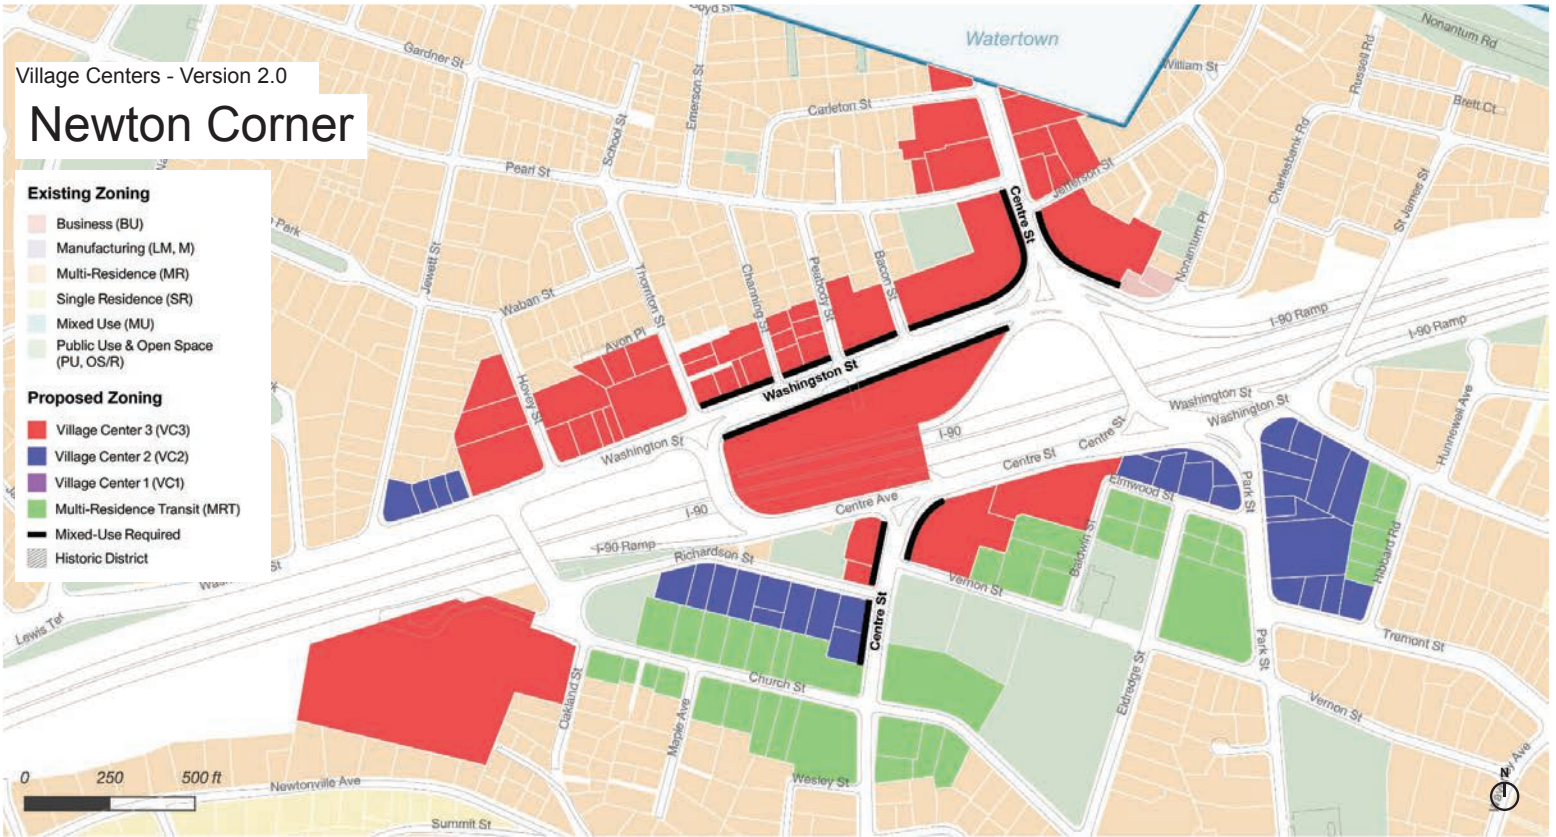 Village Centers - Version 2.0
Newton Corner
Existing Zoning
Business (BU)
Manufacturing (LM, M)
Multi-Residence (MR)
Single Residence (SR)
Mixed Use (MU)
Public Use & Open Space
(PU, OS/R)
Proposed Zoning
Village Center 3 (VC3)
Village Center 2 (VC2)
Village Center 1 (VC1)
Multi-Residence Transit (MRT)
Mixed-Use Required
Historic District
0 250 500 ft
N
Watertown
Nonantum Rd
Gardner St
William St
Russell Rd
Brett Ct
Carleton St
Emerson St
School St
Pearl St
Jefferson St
Charlesbank Rd
St James St
Nonantum Pl
Centre St
Park
Jewett St
Waban St
Thornton St
Channing St
Peabody St
Bacon St
Avon Pl
Hovey St
Washington St
Washington St
I-90 Ramp
I-90 Ramp
Washington St
Washington St
Hunnewell Ave
I-90
Centre St
Centre St
Elmwood St
Park St
Centre Ave
I-90
I-90 Ramp
Richardson St
Baldwin St
Hibbard Rd
Vernon St
Centre St
Lewis Ter
St
Tremont St
Park St
Eldredge St
Church St
Oakland St
Maple Ave
Vernon St
Wesley St
Newtonville Ave
Summit St
Ave